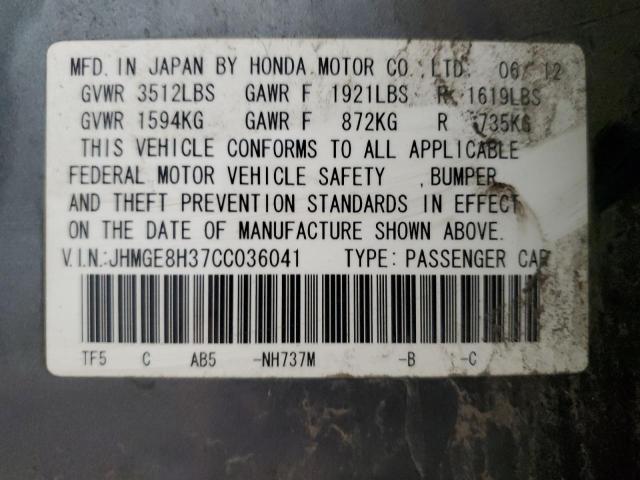 MFD. IN JAPAN BY HONDA MOTOR CO., LTD. 06/12
GVWR 3512LBS GAWR F 1921LBS R 1619LBS
GVWR 1594KG GAWR F 872KG R 735KG
THIS VEHICLE CONFORMS TO ALL APPLICABLE
FEDERAL MOTOR VEHICLE SAFETY ,BUMPER
AND THEFT PREVENTION STANDARDS IN EFFECT
ON THE DATE OF MANUFACTURE SHOWN ABOVE.
V.I.N.:JHMGE8H37CC036041 TYPE: PASSENGER CAR
TF5 C AB5 -NH737M -B -C